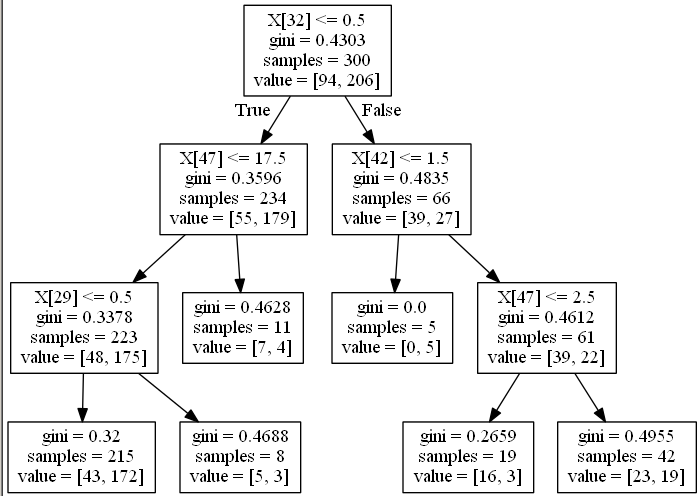 X[32] <= 0.5
gini = 0.4303
samples = 300
value = [94, 206]
True
False
X[47] <= 17.5
gini = 0.3596
samples = 234
value = [55, 179]
X[42] <= 1.5
gini = 0.4835
samples = 66
value = [39, 27]
X[29] <= 0.5
gini = 0.3378
samples = 223
value = [48, 175]
gini = 0.4628
samples = 11
value = [7, 4]
gini = 0.0
samples = 5
value = [0, 5]
X[47] <= 2.5
gini = 0.4612
samples = 61
value = [39, 22]
gini = 0.32
samples = 215
value = [43, 172]
gini = 0.4688
samples = 8
value = [5, 3]
gini = 0.2659
samples = 19
value = [16, 3]
gini = 0.4955
samples = 42
value = [23, 19]